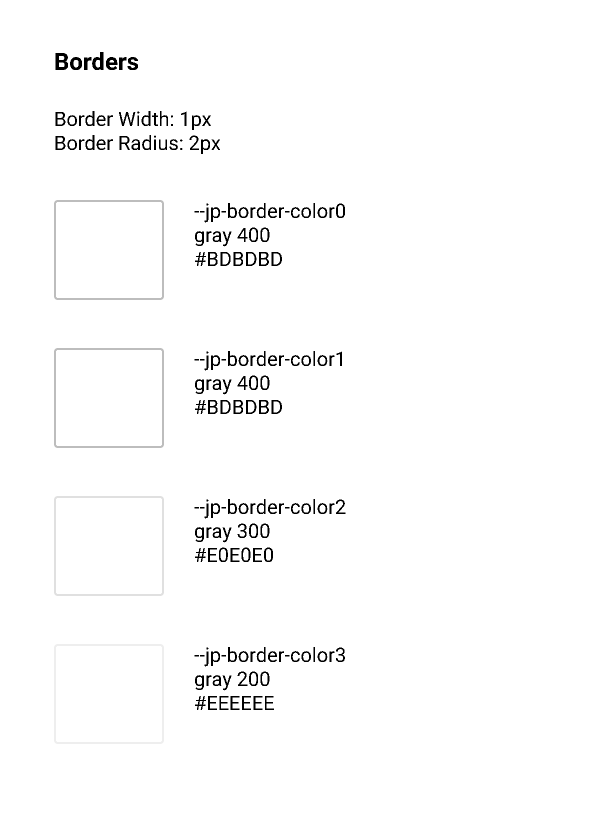 Borders
Border Width: 1px
Border Radius: 2px
--jp-border-color0
gray 400
#BDBDBD
--jp-border-color1
gray 400
#BDBDBD
--jp-border-color2
gray 300
#E0E0E0
--jp-border-color3
gray 200
#EEEEEE